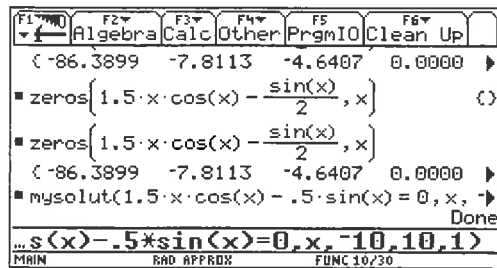 F1 F2 F3 F4 F5 F6
Algebra Calc Other PrgmIO Clean Up
{-86.3899 -7.8113 -4.6407 0.0000 ▶
■ zeros(1.5·x·cos(x) - sin(x)/2, x) {}
■ zeros(1.5·x·cos(x) - sin(x)/2, x)
{-86.3899 -7.8113 -4.6407 0.0000 ▶
■ mysolut(1.5·x·cos(x) - .5·sin(x) = 0, x, -▶
Done
…s(x)-.5*sin(x)=0,x,-10,10,1)
MAIN RAD APPROX FUNC 10/30